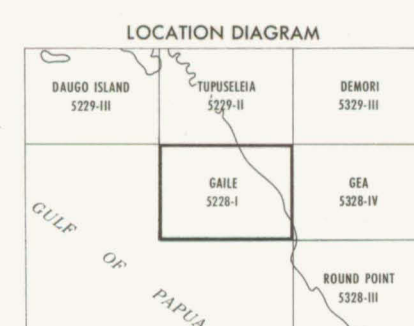 LOCATION DIAGRAM
DAUGO ISLAND
5229-III
TUPUSELEIA
5229-II
DEMORI
5329-III
GAILE
5228-I
GEA
5328-IV
GULF OF PAPUA
ROUND POINT
5328-III